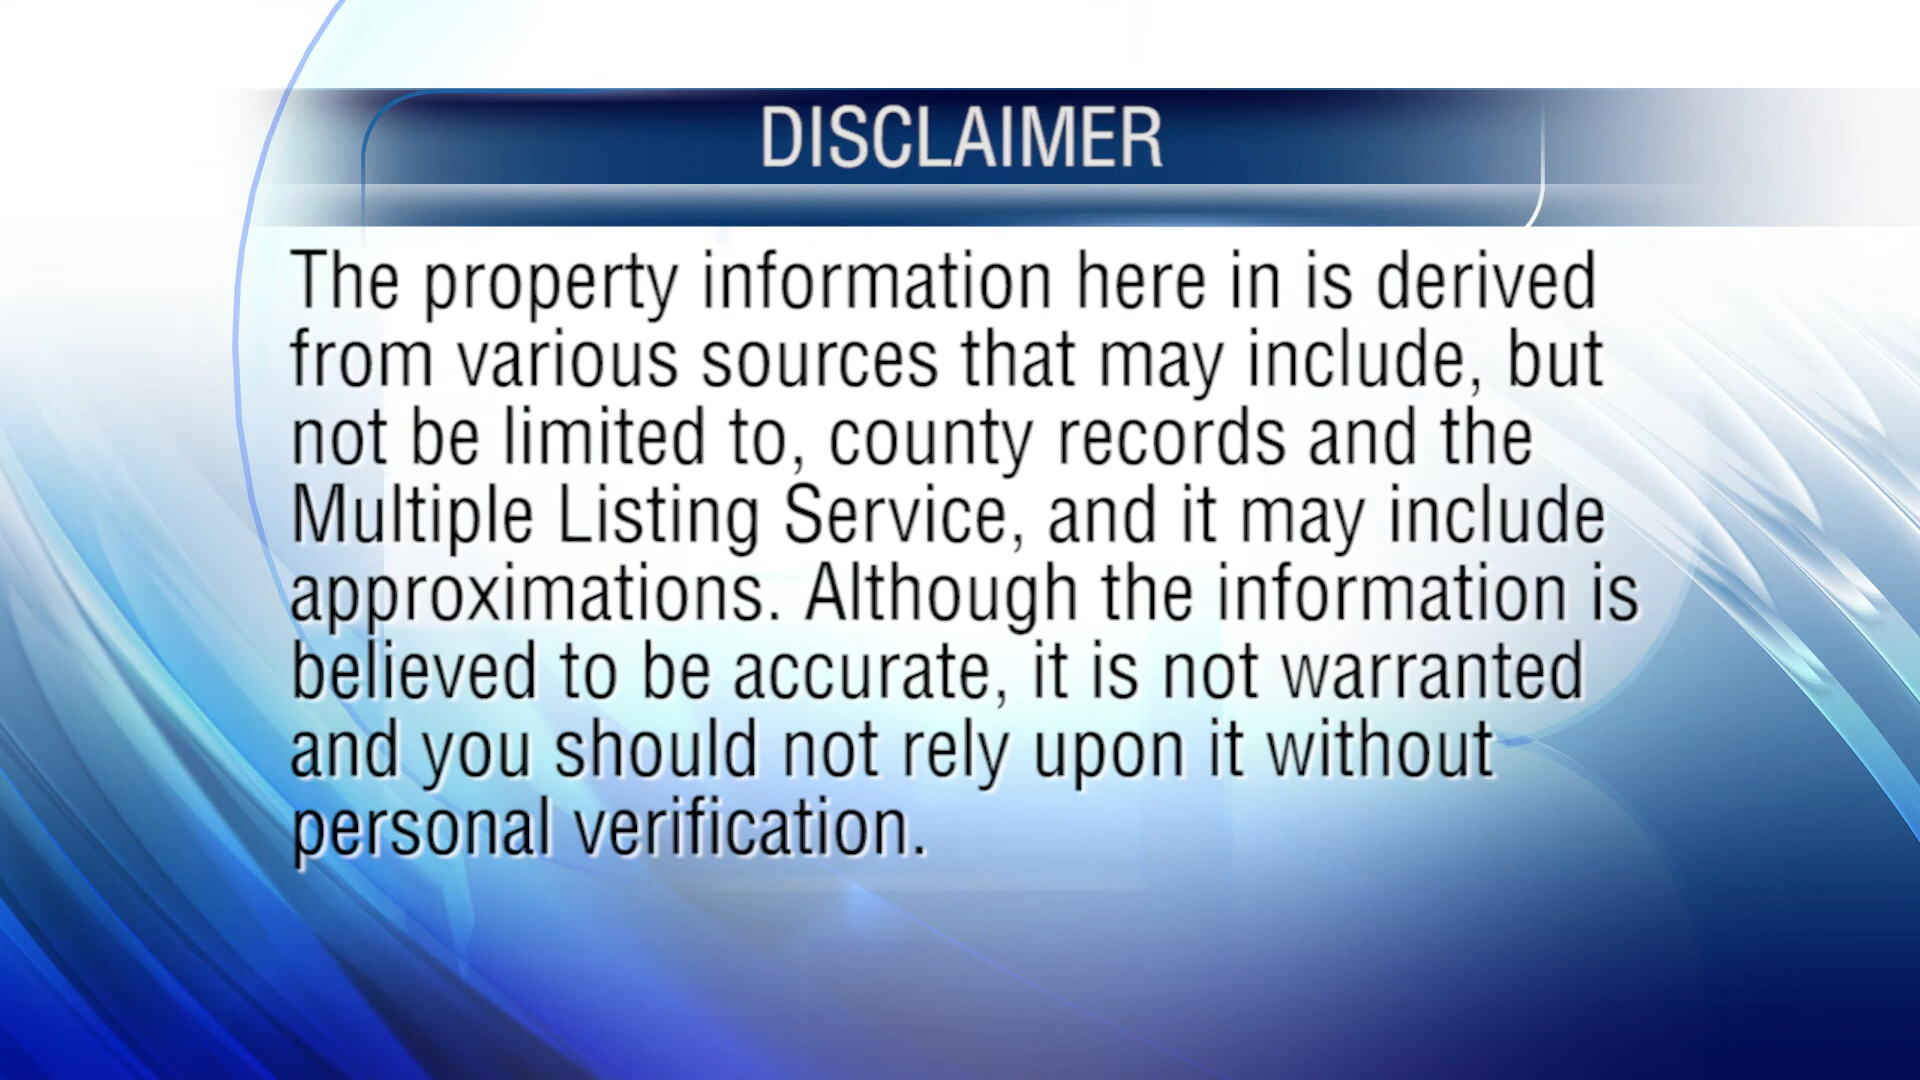 DISCLAIMER
The property information here in is derived
from various sources that may include, but
not be limited to, county records and the
Multiple Listing Service, and it may include
approximations. Although the information is
believed to be accurate, it is not warranted
and you should not rely upon it without
personal verification.